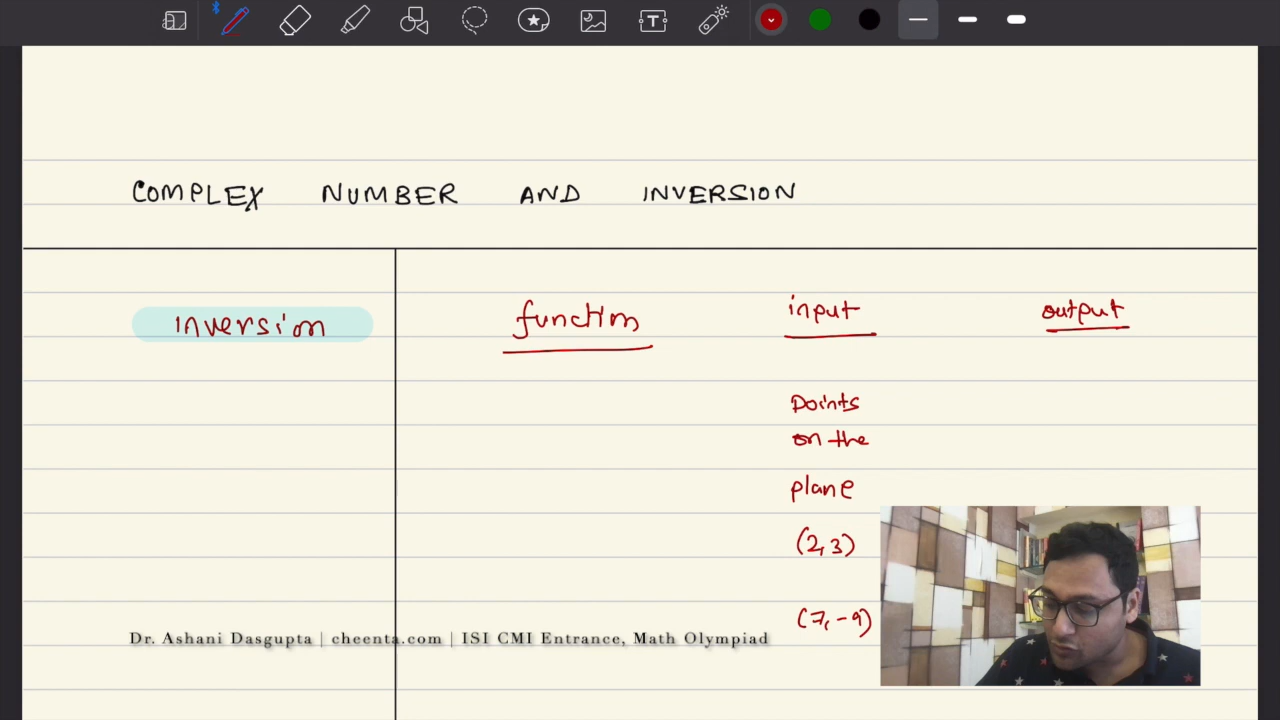 COMPLEX NUMBER AND INVERSION
inversion
function
input
output
Points
on the
plane
(2,3)
(7,-9)
Dr. Ashani Dasgupta | cheenta.com | ISI CMI Entrance, Math Olympiad